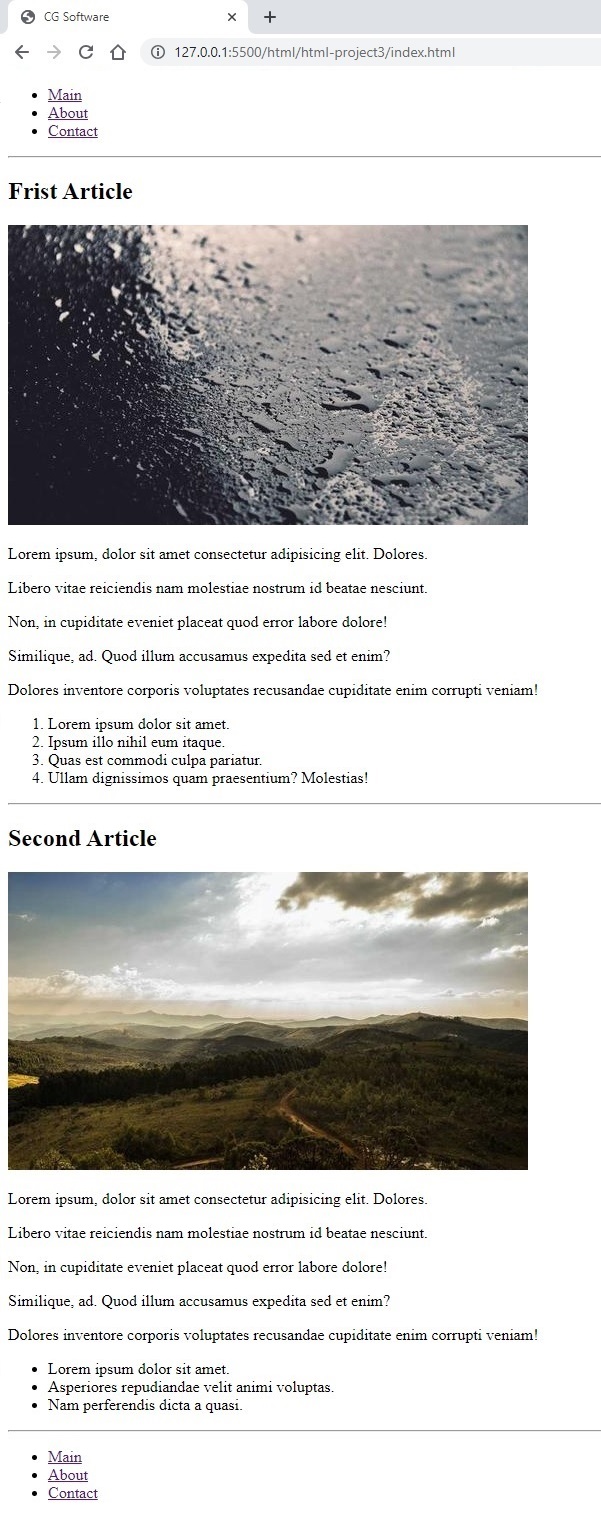 CG Software
127.0.0.1:5500/html/html-project3/index.html
Main
About
Contact
Frist Article
Lorem ipsum, dolor sit amet consectetur adipisicing elit. Dolores.
Libero vitae reiciendis nam molestiae nostrum id beatae nesciunt.
Non, in cupiditate eveniet placeat quod error labore dolore!
Similique, ad. Quod illum accusamus expedita sed et enim?
Dolores inventore corporis voluptates recusandae cupiditate enim corrupti veniam!
1. Lorem ipsum dolor sit amet.
2. Ipsum illo nihil eum itaque.
3. Quas est commodi culpa pariatur.
4. Ullam dignissimos quam praesentium? Molestias!
Second Article
Lorem ipsum, dolor sit amet consectetur adipisicing elit. Dolores.
Libero vitae reiciendis nam molestiae nostrum id beatae nesciunt.
Non, in cupiditate eveniet placeat quod error labore dolore!
Similique, ad. Quod illum accusamus expedita sed et enim?
Dolores inventore corporis voluptates recusandae cupiditate enim corrupti veniam!
Lorem ipsum dolor sit amet.
Asperiores repudiandae velit animi voluptas.
Nam perferendis dicta a quasi.
Main
About
Contact